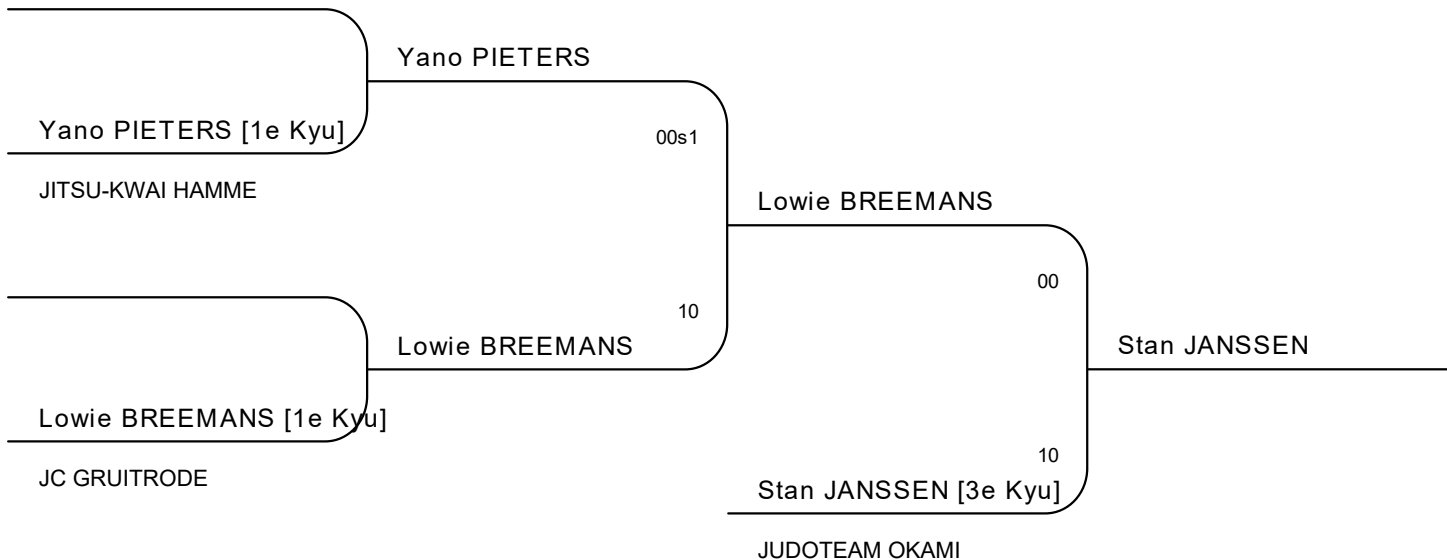 Yano PIETERS
Yano PIETERS [1e Kyu]
00s1
JITSU-KWAI HAMME
Lowie BREEMANS
00
10
Lowie BREEMANS
Stan JANSSEN
Lowie BREEMANS [1e Kyu]
10
JC GRUITRODE
Stan JANSSEN [3e Kyu]
JUDOTEAM OKAMI